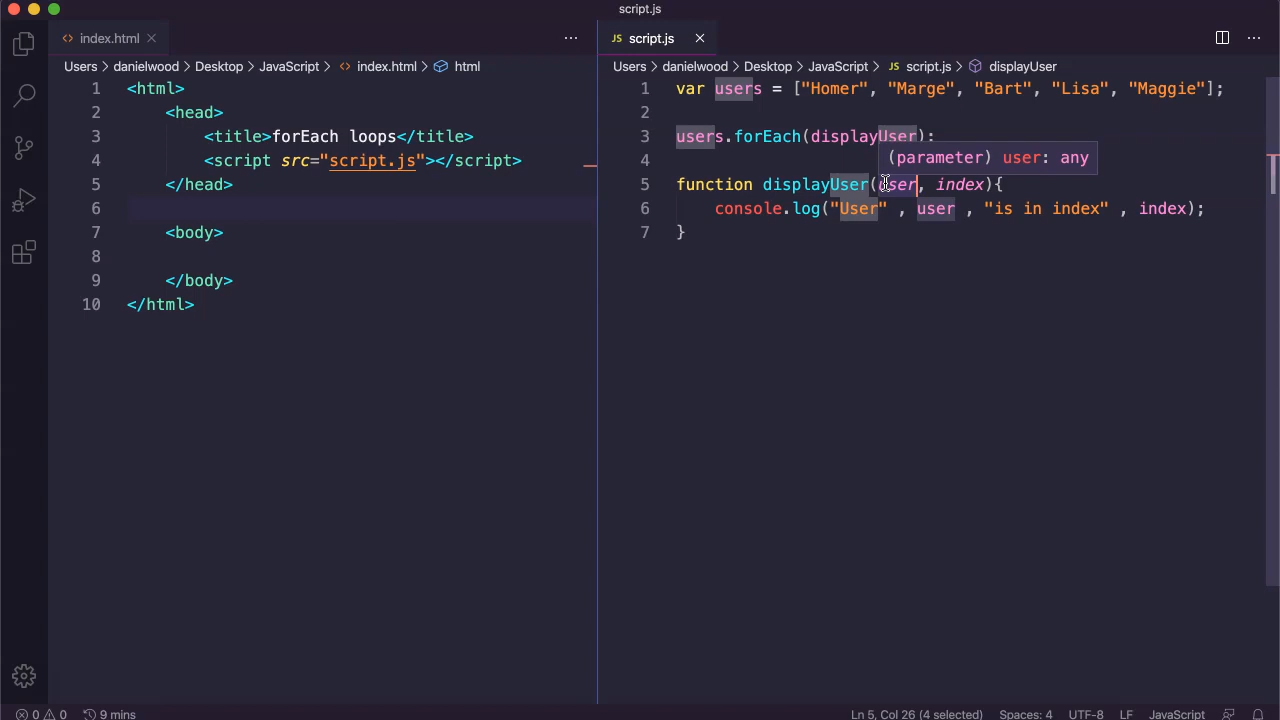 script.js
index.html
Users > danielwood > Desktop > JavaScript > <> index.html > html
1 <html>
2 <head>
3 <title>forEach loops</title>
4 <script src="script.js"></script>
5 </head>
6
7 <body>
8
9 </body>
10 </html>
JS script.js
Users > danielwood > Desktop > JavaScript > JS script.js > displayUser
1 var users = ["Homer", "Marge", "Bart", "Lisa", "Maggie"];
2
3 users.forEach(displayUser);
4
(parameter) user: any
5 function displayUser(user, index){
6 console.log("User" , user , "is in index" , index);
7 }
0 0 9 mins
Ln 5, Col 26 (4 selected) Spaces: 4 UTF-8 LF JavaScript